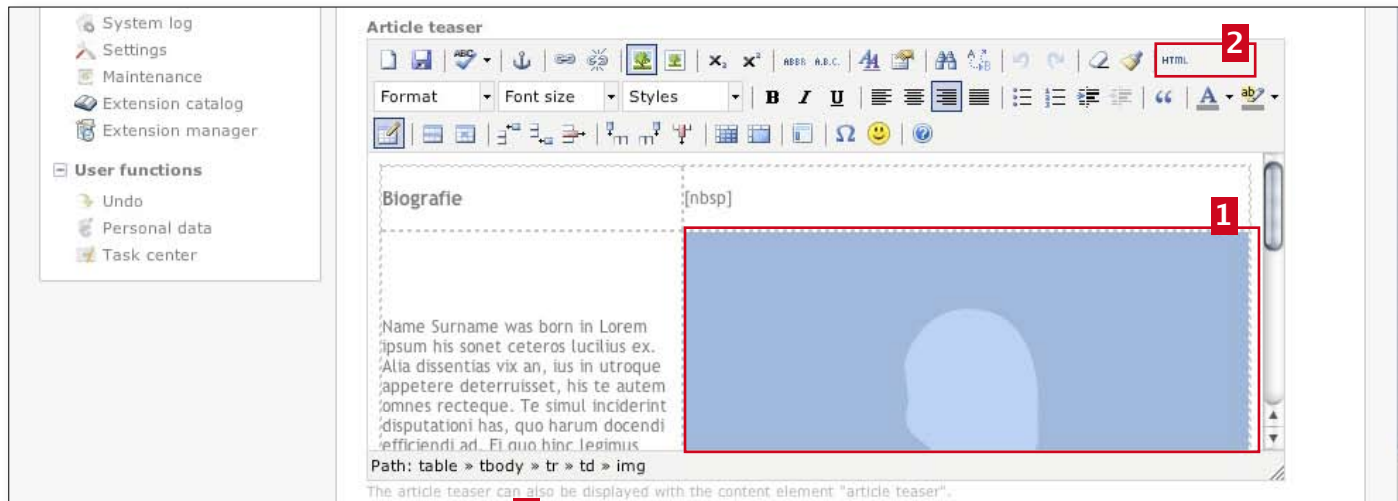 System log
Settings
Maintenance
Extension catalog
Extension manager
User functions
Undo
Personal data
Task center
Article teaser
ABC
ABBR A.B.C.
HTML
2
Format Font size Styles B I U
Biografie
[nbsp]
1
Name Surname was born in Lorem
ipsum his sonet ceteros lucilius ex.
Alia dissentias vix an, ius in utroque
appetere deterruisset, his te autem
omnes recteque. Te simul inciderint
disputationi has, quo harum docendi
efficiendi ad. Ei quo hinc legimus
Path: table » tbody » tr » td » img
The article teaser can also be displayed with the content element "article teaser".